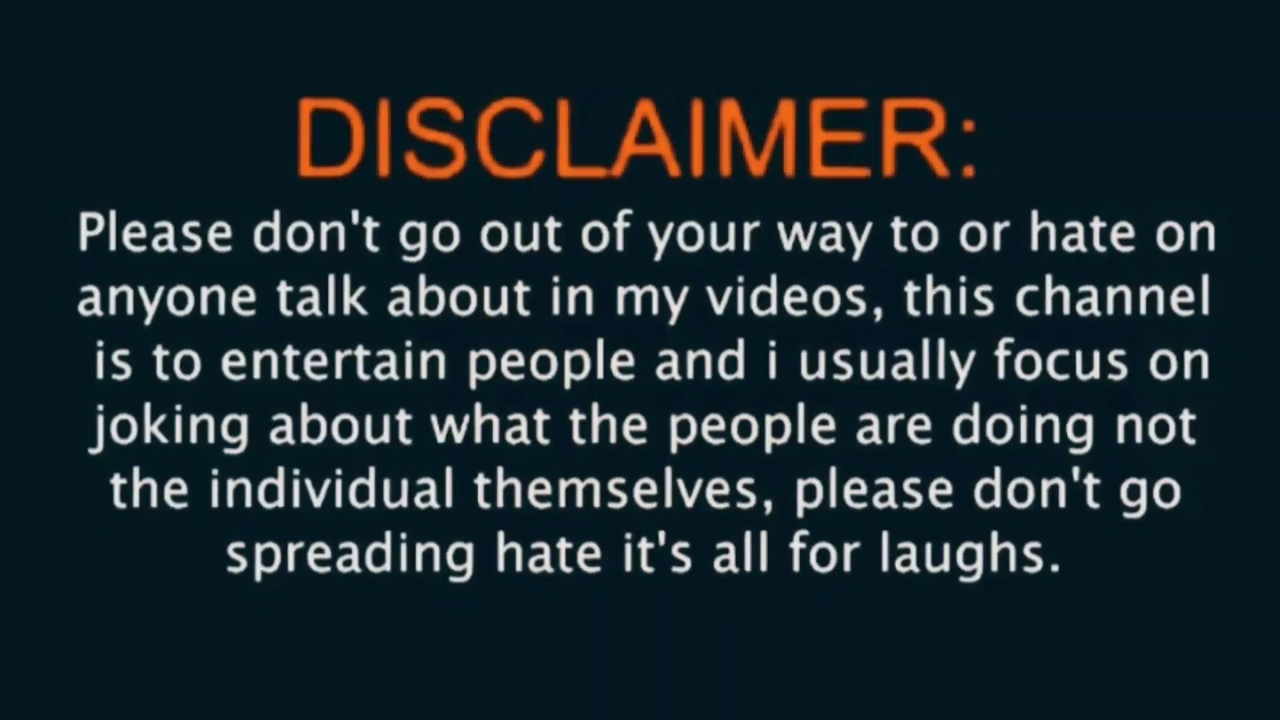 DISCLAIMER:
Please don't go out of your way to or hate on
anyone talk about in my videos, this channel
is to entertain people and i usually focus on
joking about what the people are doing not
the individual themselves, please don't go
spreading hate it's all for laughs.